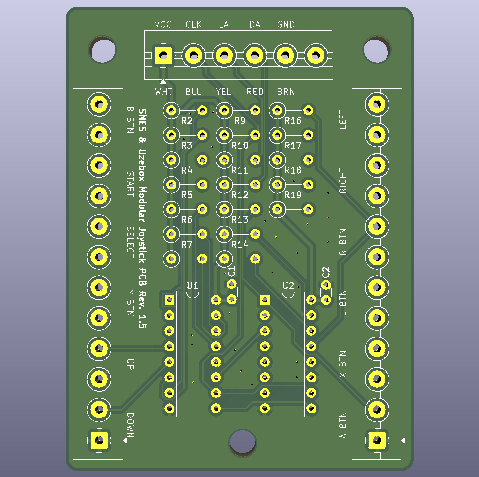 VCC CLK LA DA GND
WHT BLU YEL RED BRN
R2 R9 R16
R3 R10 R17
R4 R11 R18
R5 R12 R19
R6 R13
R7 R14
U1 C1 U2 C2
SNES & Uzebox Modular Joystick PCB Rev. 1.5
B BTN
START
SELECT
Y BTN
UP
DOWN
LEFT
RIGHT
R BTN
L BTN
X BTN
A BTN